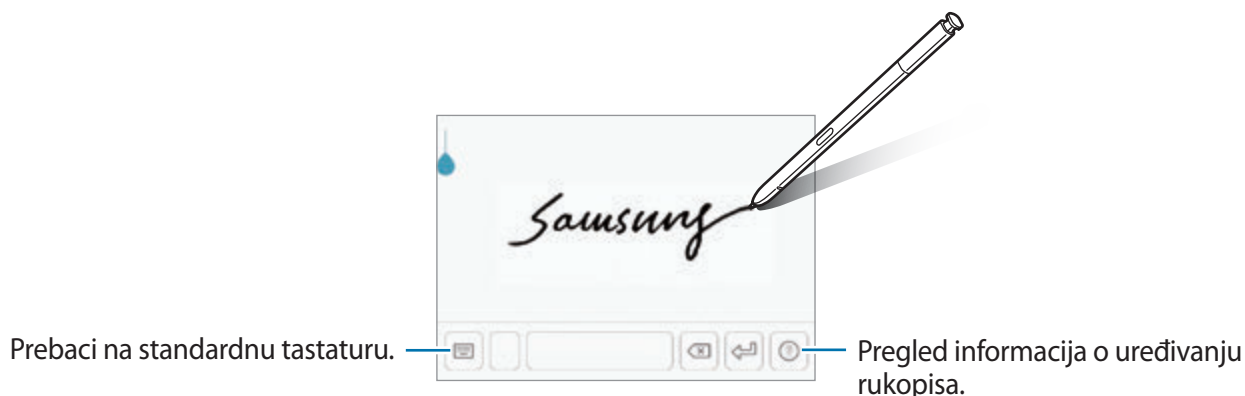 Samsung
Prebaci na standardnu tastaturu.
Pregled informacija o uređivanju
rukopisa.